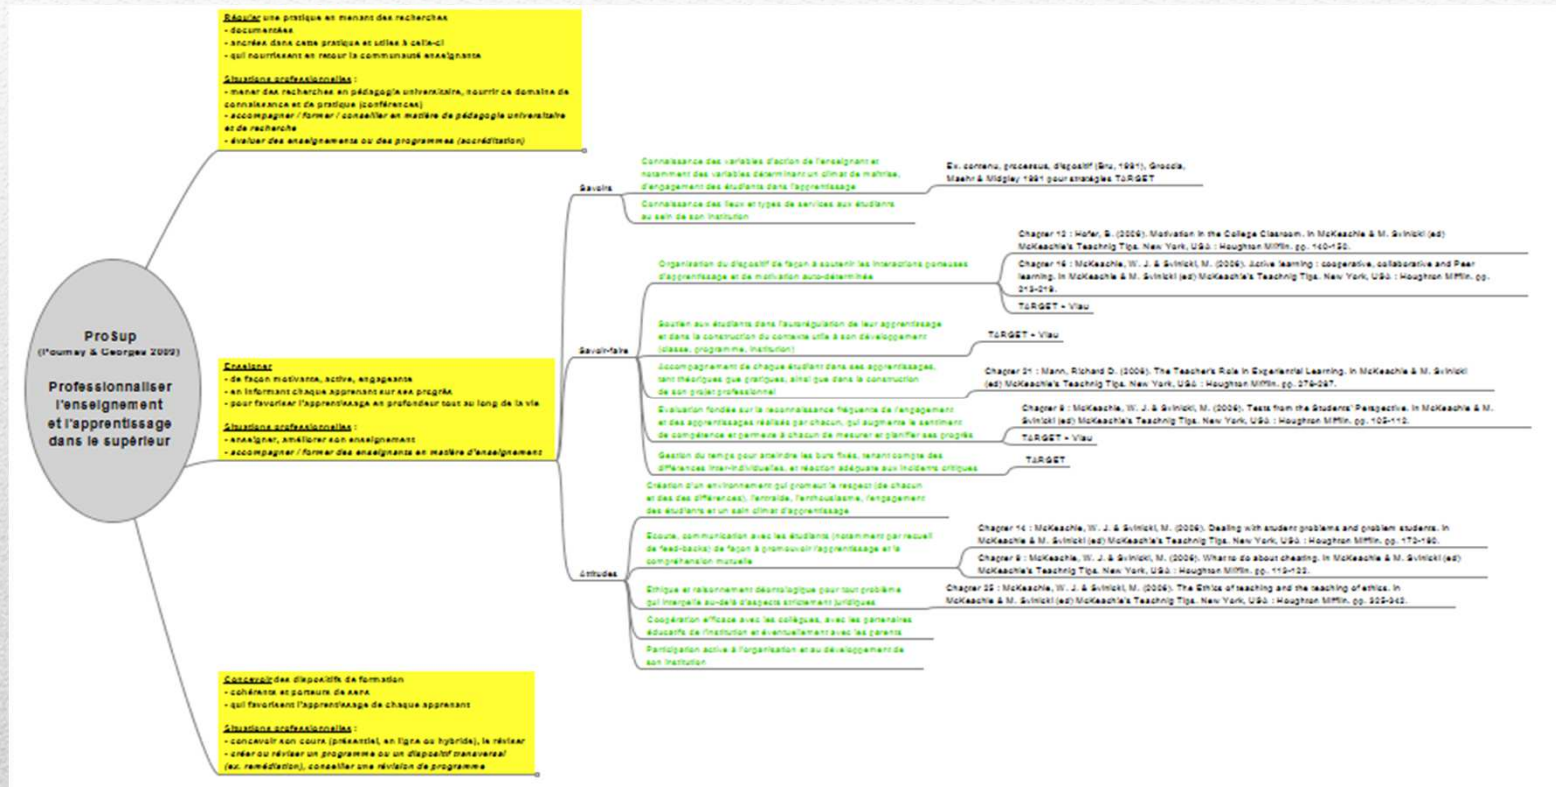 Réguler une pratique en menant des recherches
- documentées
- ancrées dans cette pratique et utiles à celle-ci
- qui nourrissent en retour la communauté enseignante
Situations professionnelles :
- mener des recherches en pédagogie universitaire, nourrir ce domaine de
connaissance et de pratique (conférences)
- accompagner / former / conseiller en matière de pédagogie universitaire
et de recherche
- évaluer des enseignements ou des programmes (accréditation)
ProSup
(Poumay & Georges 2009)
Professionnaliser
l'enseignement
et l'apprentissage
dans le supérieur
Enseigner
- de façon motivante, active, engageante
- en informant chaque apprenant sur ses progrès
- pour favoriser l'apprentissage en profondeur tout au long de la vie
Situations professionnelles :
- enseigner, améliorer son enseignement
- accompagner / former des enseignants en matière d'enseignement
Savoirs
Connaissance des variables d'action de l'enseignant et
notamment des variables déterminant un climat de maîtrise,
d'engagement des étudiants dans l'apprentissage
Ex. contenu, processus, dispositif (Bru, 1991), Groccia,
Maehr & Midgley 1991 pour stratégies TARGET
Connaissance des lieux et types de services aux étudiants
au sein de son institution
Savoir-faire
Organisation du dispositif de façon à soutenir les interactions porteuses
d'apprentissage et de motivation auto-déterminée
Chapter 12 : Hofer, B. (2006). Motivation in the College Classroom. In McKeachie & M. Svinicki (ed)
McKeachie's Teachnig Tips. New York, USA : Houghton Mifflin. pp. 140-150.
Chapter 16 : McKeachie, W. J. & Svinicki, M. (2006). Active learning : cooperative, collaborative and Peer
learning. In McKeachie & M. Svinicki (ed) McKeachie's Teachnig Tips. New York, USA : Houghton Mifflin. pp.
213-219.
TARGET - Viau
Soutien aux étudiants dans l'autorégulation de leur apprentissage
et dans la construction du contexte utile à son développement
(classe, programme, institution)
TARGET - Viau
Accompagnement de chaque étudiant dans ses apprentissages,
tant théoriques que pratiques, ainsi que dans la construction
de son projet professionnel
Chapter 21 : Mann, Richard D. (2006). The Teacher's Role in Experiential Learning. In McKeachie & M. Svinicki
(ed) McKeachie's Teachnig Tips. New York, USA : Houghton Mifflin. pp. 278-287.
Evaluation fondée sur la reconnaissance fréquente de l'engagement
et des apprentissages réalisés par chacun, qui augmente le sentiment
de compétence et permette à chacun de mesurer et planifier ses progrès
Chapter 8 : McKeachie, W. J. & Svinicki, M. (2006). Tests from the Students' Perspective. In McKeachie & M.
Svinicki (ed) McKeachie's Teachnig Tips. New York, USA : Houghton Mifflin. pp. 105-112.
TARGET - Viau
Gestion du temps pour atteindre les buts fixés, tenant compte des
différences inter-individuelles, et réaction adéquate aux incidents critiques
TARGET
Attitudes
Création d'un environnement qui promeut le respect (de chacun
et des des différences), l'entraide, l'enthousiasme, l'engagement
des étudiants et un sain climat d'apprentissage
Ecoute, communication avec les étudiants (notamment par recueil
de feed-backs) de façon à promouvoir l'apprentissage et la
compréhension mutuelle
Chapter 14 : McKeachie, W. J. & Svinicki, M. (2006). Dealing with student problems and problem students. In
McKeachie & M. Svinicki (ed) McKeachie's Teachnig Tips. New York, USA : Houghton Mifflin. pp. 172-190.
Chapter 9 : McKeachie, W. J. & Svinicki, M. (2006). What to do about cheating. In McKeachie & M. Svinicki (ed)
McKeachie's Teachnig Tips. New York, USA : Houghton Mifflin. pp. 113-122.
Ethique et raisonnement déontologique pour tout problème
qui interpelle au-delà d'aspects strictement juridiques
Chapter 25 : McKeachie, W. J. & Svinicki, M. (2006). The Ethics of teaching and the teaching of ethics. In
McKeachie & M. Svinicki (ed) McKeachie's Teachnig Tips. New York, USA : Houghton Mifflin. pp.
Coopération efficace avec les collègues, avec les partenaires
éducatifs de l'institution et éventuellement avec les parents
Participation active à l'organisation et au développement de
son institution
Concevoir des dispositifs de formation
- cohérents et porteurs de sens
- qui favorisent l'apprentissage de chaque apprenant
Situations professionnelles :
- concevoir son cours (présentiel, en ligne ou hybride), le réviser
- créer ou réviser un programme ou un dispositif transversal
(ex. remédiation), conseiller une révision de programme